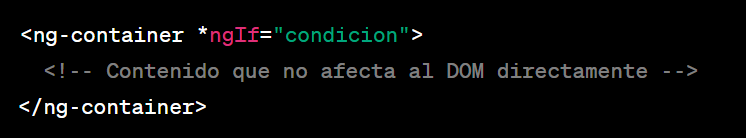 <ng-container *ngIf="condicion">
<!-- Contenido que no afecta al DOM directamente -->
</ng-container>